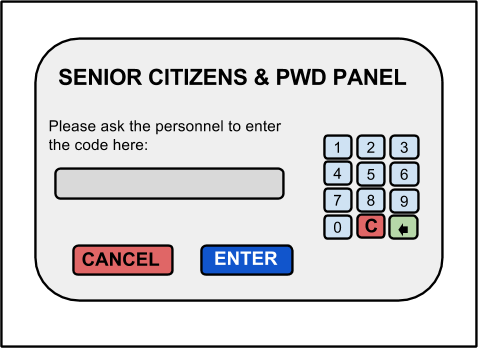 SENIOR CITIZENS & PWD PANEL
Please ask the personnel to enter
the code here:
1 2 3
4 5 6
7 8 9
0 C
CANCEL ENTER